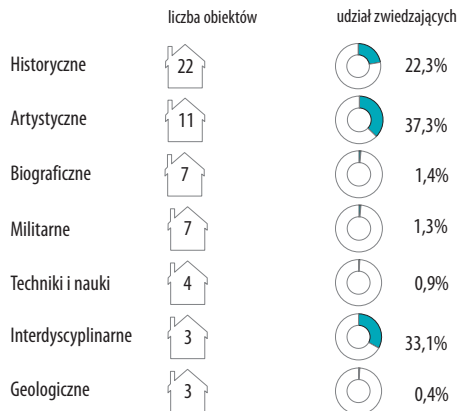 liczba obiektów udział zwiedzających
Historyczne 22 22,3%
Artystyczne 11 37,3%
Biograficzne 7 1,4%
Militarne 7 1,3%
Techniki i nauki 4 0,9%
Interdyscyplinarne 3 33,1%
Geologiczne 3 0,4%